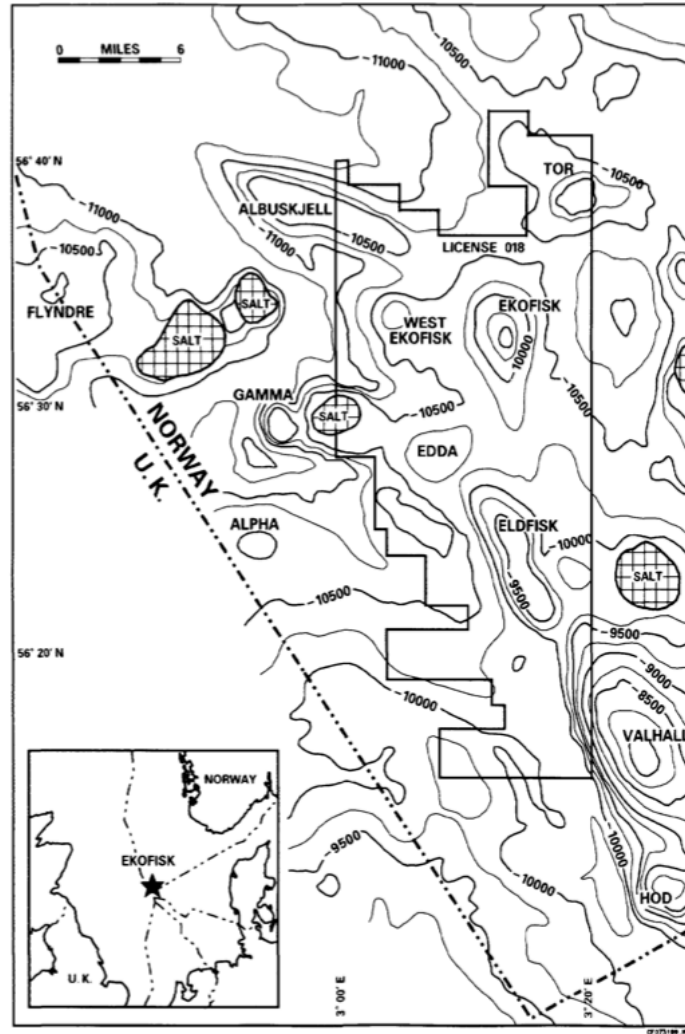 0 MILES 6
-10500
-11000
56° 40' N
TOR
-10500
-11000
ALBUSKJELL
-10500
-10500
-11000
LICENSE 018
FLYNDRE
SALT
WEST
EKOFISK
EKOFISK
SALT
-10000
GAMMA
56° 30' N
SALT
-10500
-10500
NORWAY
U. K.
EDDA
ALPHA
ELDFISK
-10000
SALT
-10500
-9500
-9500
56° 20' N
-9000
-10000
-8500
VALHALL
NORWAY
EKOFISK
-9500
-10000
-10000
HOD
U. K.
3° 00' E
3° 20' E